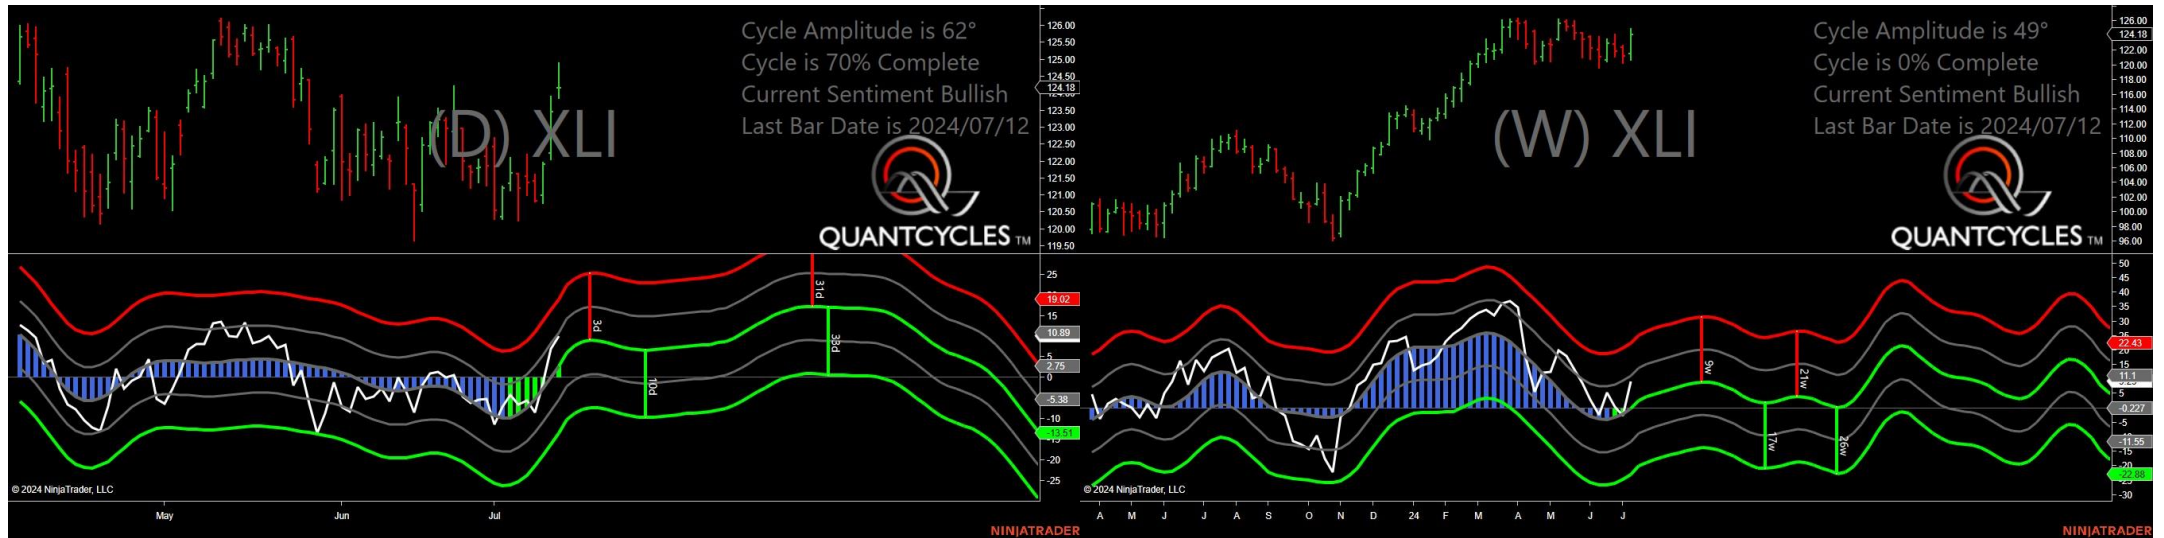 Cycle Amplitude is 62°
Cycle is 70% Complete
Current Sentiment Bullish
Last Bar Date is 2024/07/12
(D) XLI
QUANTCYCLES TM
126.00
125.50
125.00
124.50
124.18
123.50
123.00
122.50
122.00
121.50
121.00
120.50
120.00
119.50
25
19.02
15
10.89
5
2.75
0
-5.38
-10
-13.51
-20
-25
3d
10d
31d
38d
© 2024 NinjaTrader, LLC
May
Jun
Jul
NINJATRADER
Cycle Amplitude is 49°
Cycle is 0% Complete
Current Sentiment Bullish
Last Bar Date is 2024/07/12
(W) XLI
QUANTCYCLES TM
126.00
124.18
122.00
120.00
118.00
116.00
114.00
112.00
110.00
108.00
106.00
104.00
102.00
100.00
98.00
96.00
50
45
40
35
30
22.43
20
15
11.1
5
-0.227
-5
-11.55
-15
-20
-22.88
-30
9w
17w
21w
26w
© 2024 NinjaTrader, LLC
A M J J A S O N D 24 F M A M J J
NINJATRADER